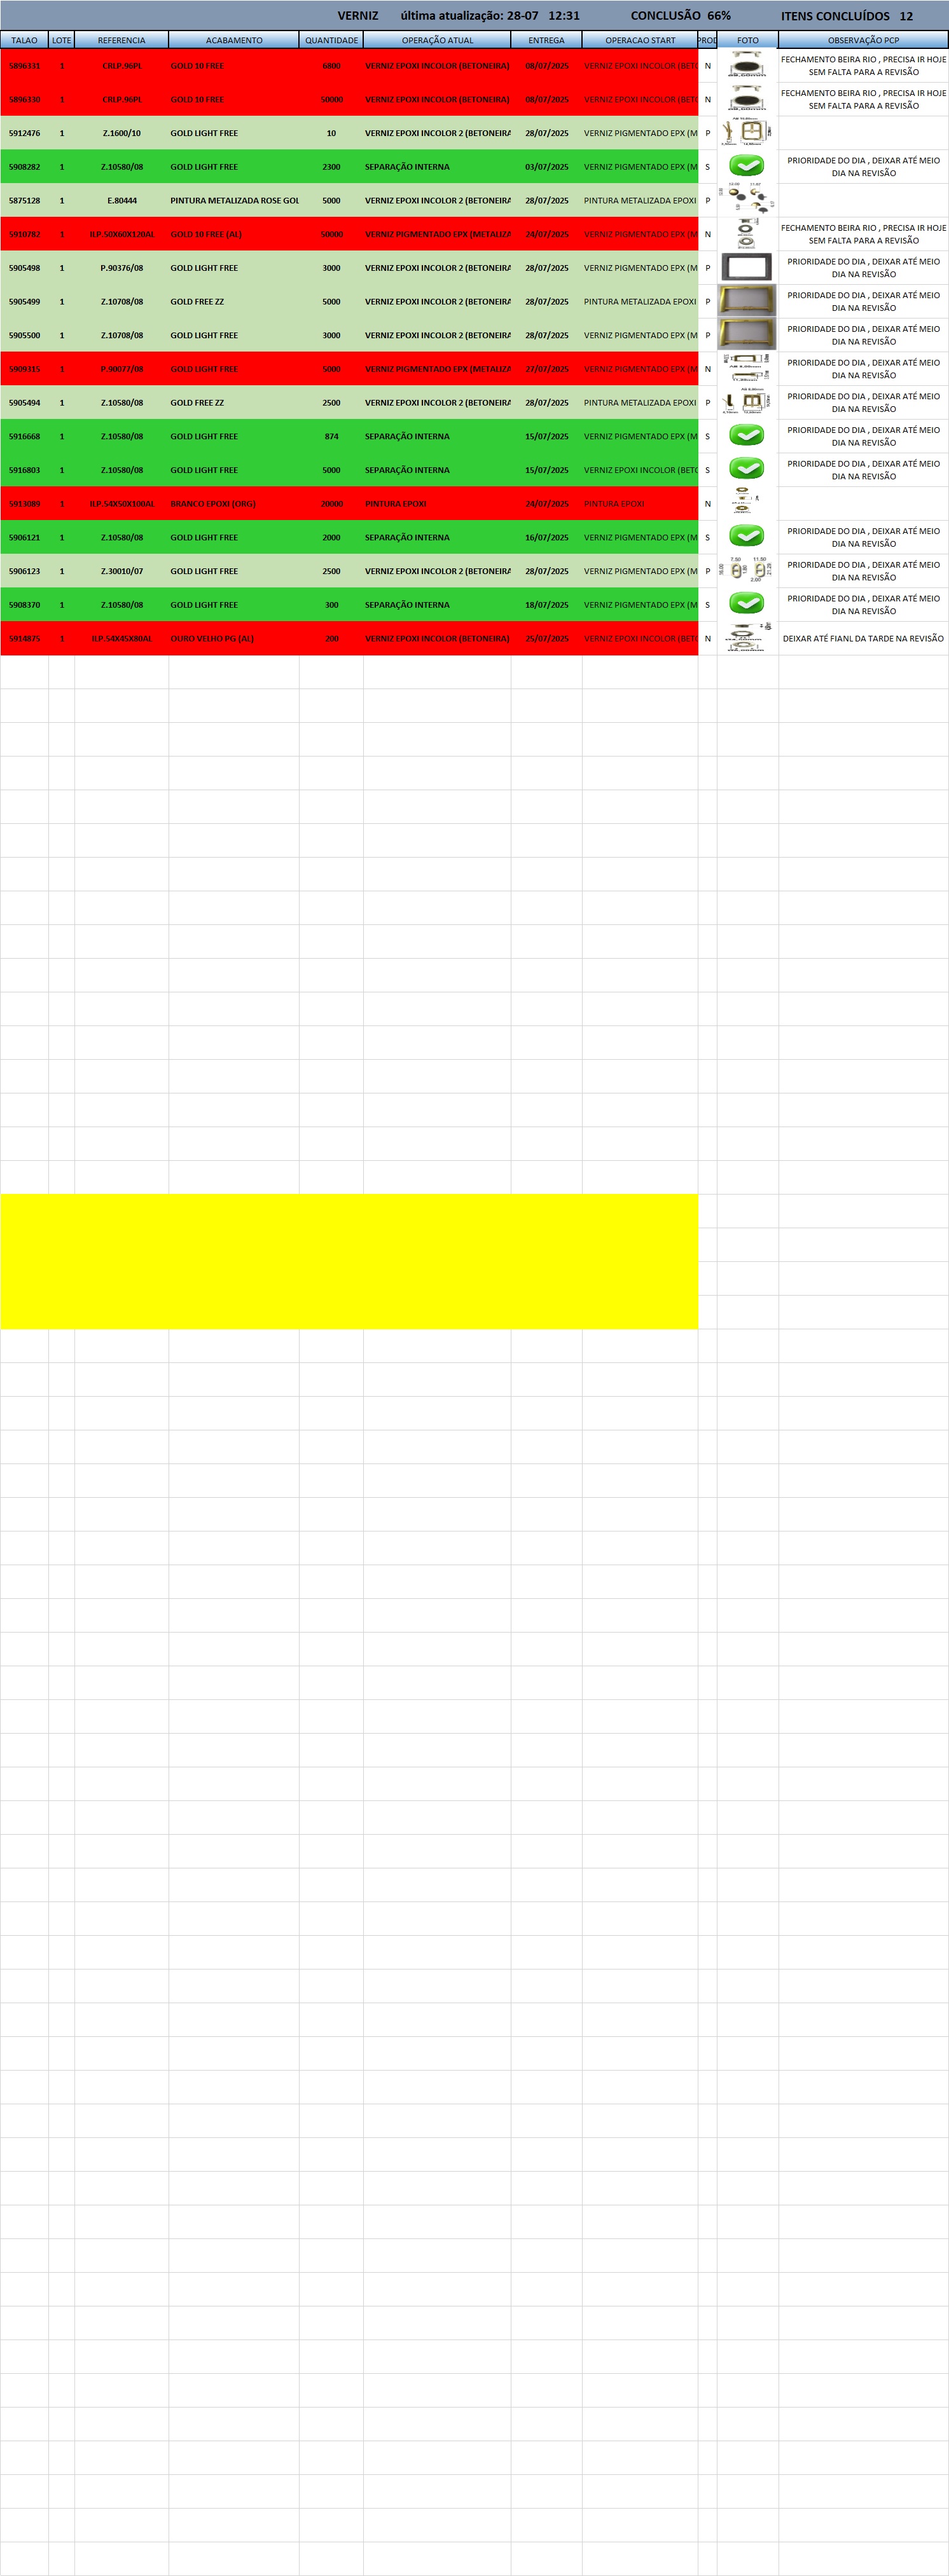 VERNIZ última atualização: 28-07 12:31 CONCLUSÃO 66% ITENS CONCLUÍDOS 12
TALAO LOTE REFERENCIA ACABAMENTO QUANTIDADE OPERAÇÃO ATUAL ENTREGA OPERACAO START PROD FOTO OBSERVAÇÃO PCP
5896331 1 CRLP.96PL GOLD 10 FREE 6800 VERNIZ EPOXI INCOLOR (BETONEIRA) 08/07/2025 VERNIZ EPOXI INCOLOR (BETO N FECHAMENTO BEIRA RIO , PRECISA IR HOJE
SEM FALTA PARA A REVISÃO
5896330 1 CRLP.96PL GOLD 10 FREE 50000 VERNIZ EPOXI INCOLOR (BETONEIRA) 08/07/2025 VERNIZ EPOXI INCOLOR (BETO N FECHAMENTO BEIRA RIO , PRECISA IR HOJE
SEM FALTA PARA A REVISÃO
5912476 1 Z.1600/10 GOLD LIGHT FREE 10 VERNIZ EPOXI INCOLOR 2 (BETONEIRA 28/07/2025 VERNIZ PIGMENTADO EPX (M P
5908282 1 Z.10580/08 GOLD LIGHT FREE 2300 SEPARAÇÃO INTERNA 03/07/2025 VERNIZ PIGMENTADO EPX (M S PRIORIDADE DO DIA , DEIXAR ATÉ MEIO
DIA NA REVISÃO
5875128 1 E.80444 PINTURA METALIZADA ROSE GOL 5000 VERNIZ EPOXI INCOLOR 2 (BETONEIRA 28/07/2025 PINTURA METALIZADA EPOXI P
5910782 1 ILP.50X60X120AL GOLD 10 FREE (AL) 50000 VERNIZ PIGMENTADO EPX (METALIZA 24/07/2025 VERNIZ PIGMENTADO EPX (M N FECHAMENTO BEIRA RIO , PRECISA IR HOJE
SEM FALTA PARA A REVISÃO
5905498 1 P.90376/08 GOLD LIGHT FREE 3000 VERNIZ EPOXI INCOLOR 2 (BETONEIRA 28/07/2025 VERNIZ PIGMENTADO EPX (M P PRIORIDADE DO DIA , DEIXAR ATÉ MEIO
DIA NA REVISÃO
5905499 1 Z.10708/08 GOLD FREE ZZ 5000 VERNIZ EPOXI INCOLOR 2 (BETONEIRA 28/07/2025 PINTURA METALIZADA EPOXI P PRIORIDADE DO DIA , DEIXAR ATÉ MEIO
DIA NA REVISÃO
5905500 1 Z.10708/08 GOLD LIGHT FREE 3000 VERNIZ EPOXI INCOLOR 2 (BETONEIRA 28/07/2025 VERNIZ PIGMENTADO EPX (M P PRIORIDADE DO DIA , DEIXAR ATÉ MEIO
DIA NA REVISÃO
5909315 1 P.90077/08 GOLD LIGHT FREE 5000 VERNIZ PIGMENTADO EPX (METALIZA 27/07/2025 VERNIZ PIGMENTADO EPX (M N PRIORIDADE DO DIA , DEIXAR ATÉ MEIO
DIA NA REVISÃO
5905494 1 Z.10580/08 GOLD FREE ZZ 2500 VERNIZ EPOXI INCOLOR 2 (BETONEIRA 28/07/2025 PINTURA METALIZADA EPOXI P PRIORIDADE DO DIA , DEIXAR ATÉ MEIO
DIA NA REVISÃO
5916668 1 Z.10580/08 GOLD LIGHT FREE 874 SEPARAÇÃO INTERNA 15/07/2025 VERNIZ PIGMENTADO EPX (M S PRIORIDADE DO DIA , DEIXAR ATÉ MEIO
DIA NA REVISÃO
5916803 1 Z.10580/08 GOLD LIGHT FREE 5000 SEPARAÇÃO INTERNA 15/07/2025 VERNIZ EPOXI INCOLOR (BETO S PRIORIDADE DO DIA , DEIXAR ATÉ MEIO
DIA NA REVISÃO
5913089 1 ILP.54X50X100AL BRANCO EPOXI (ORG) 20000 PINTURA EPOXI 24/07/2025 PINTURA EPOXI N
5906121 1 Z.10580/08 GOLD LIGHT FREE 2000 SEPARAÇÃO INTERNA 16/07/2025 VERNIZ PIGMENTADO EPX (M S PRIORIDADE DO DIA , DEIXAR ATÉ MEIO
DIA NA REVISÃO
5906123 1 Z.30010/07 GOLD LIGHT FREE 2500 VERNIZ EPOXI INCOLOR 2 (BETONEIRA 28/07/2025 VERNIZ PIGMENTADO EPX (M P PRIORIDADE DO DIA , DEIXAR ATÉ MEIO
DIA NA REVISÃO
5908370 1 Z.10580/08 GOLD LIGHT FREE 300 SEPARAÇÃO INTERNA 18/07/2025 VERNIZ PIGMENTADO EPX (M S PRIORIDADE DO DIA , DEIXAR ATÉ MEIO
DIA NA REVISÃO
5914875 1 ILP.54X45X80AL OURO VELHO PG (AL) 200 VERNIZ EPOXI INCOLOR (BETONEIRA) 25/07/2025 VERNIZ EPOXI INCOLOR (BETO N DEIXAR ATÉ FIANL DA TARDE NA REVISÃO